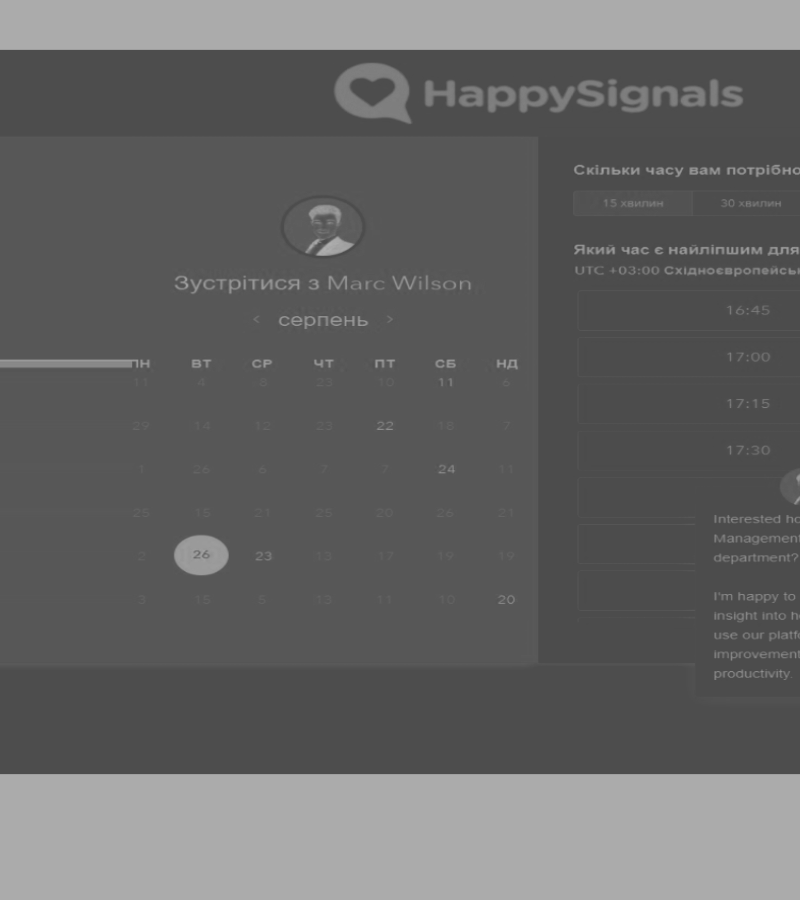 HappySignals
Зустрітися з Marc Wilson
< серпень >
ПН ВТ СР ЧТ ПТ СБ НД
11 4 8 23 10 11 6
29 14 12 23 22 18 7
1 26 6 7 7 24 11
25 15 21 25 20 26 21
2 26 23 13 17 19 19
3 15 5 13 11 10 20
Скільки часу вам потрібно
15 хвилин 30 хвилин
Який час є найліпшим для
UTC +03:00 Східноєвропейськ
16:45
17:00
17:15
17:30
Interested ho
Management
department?
I'm happy to
insight into h
use our platf
improvement
productivity.